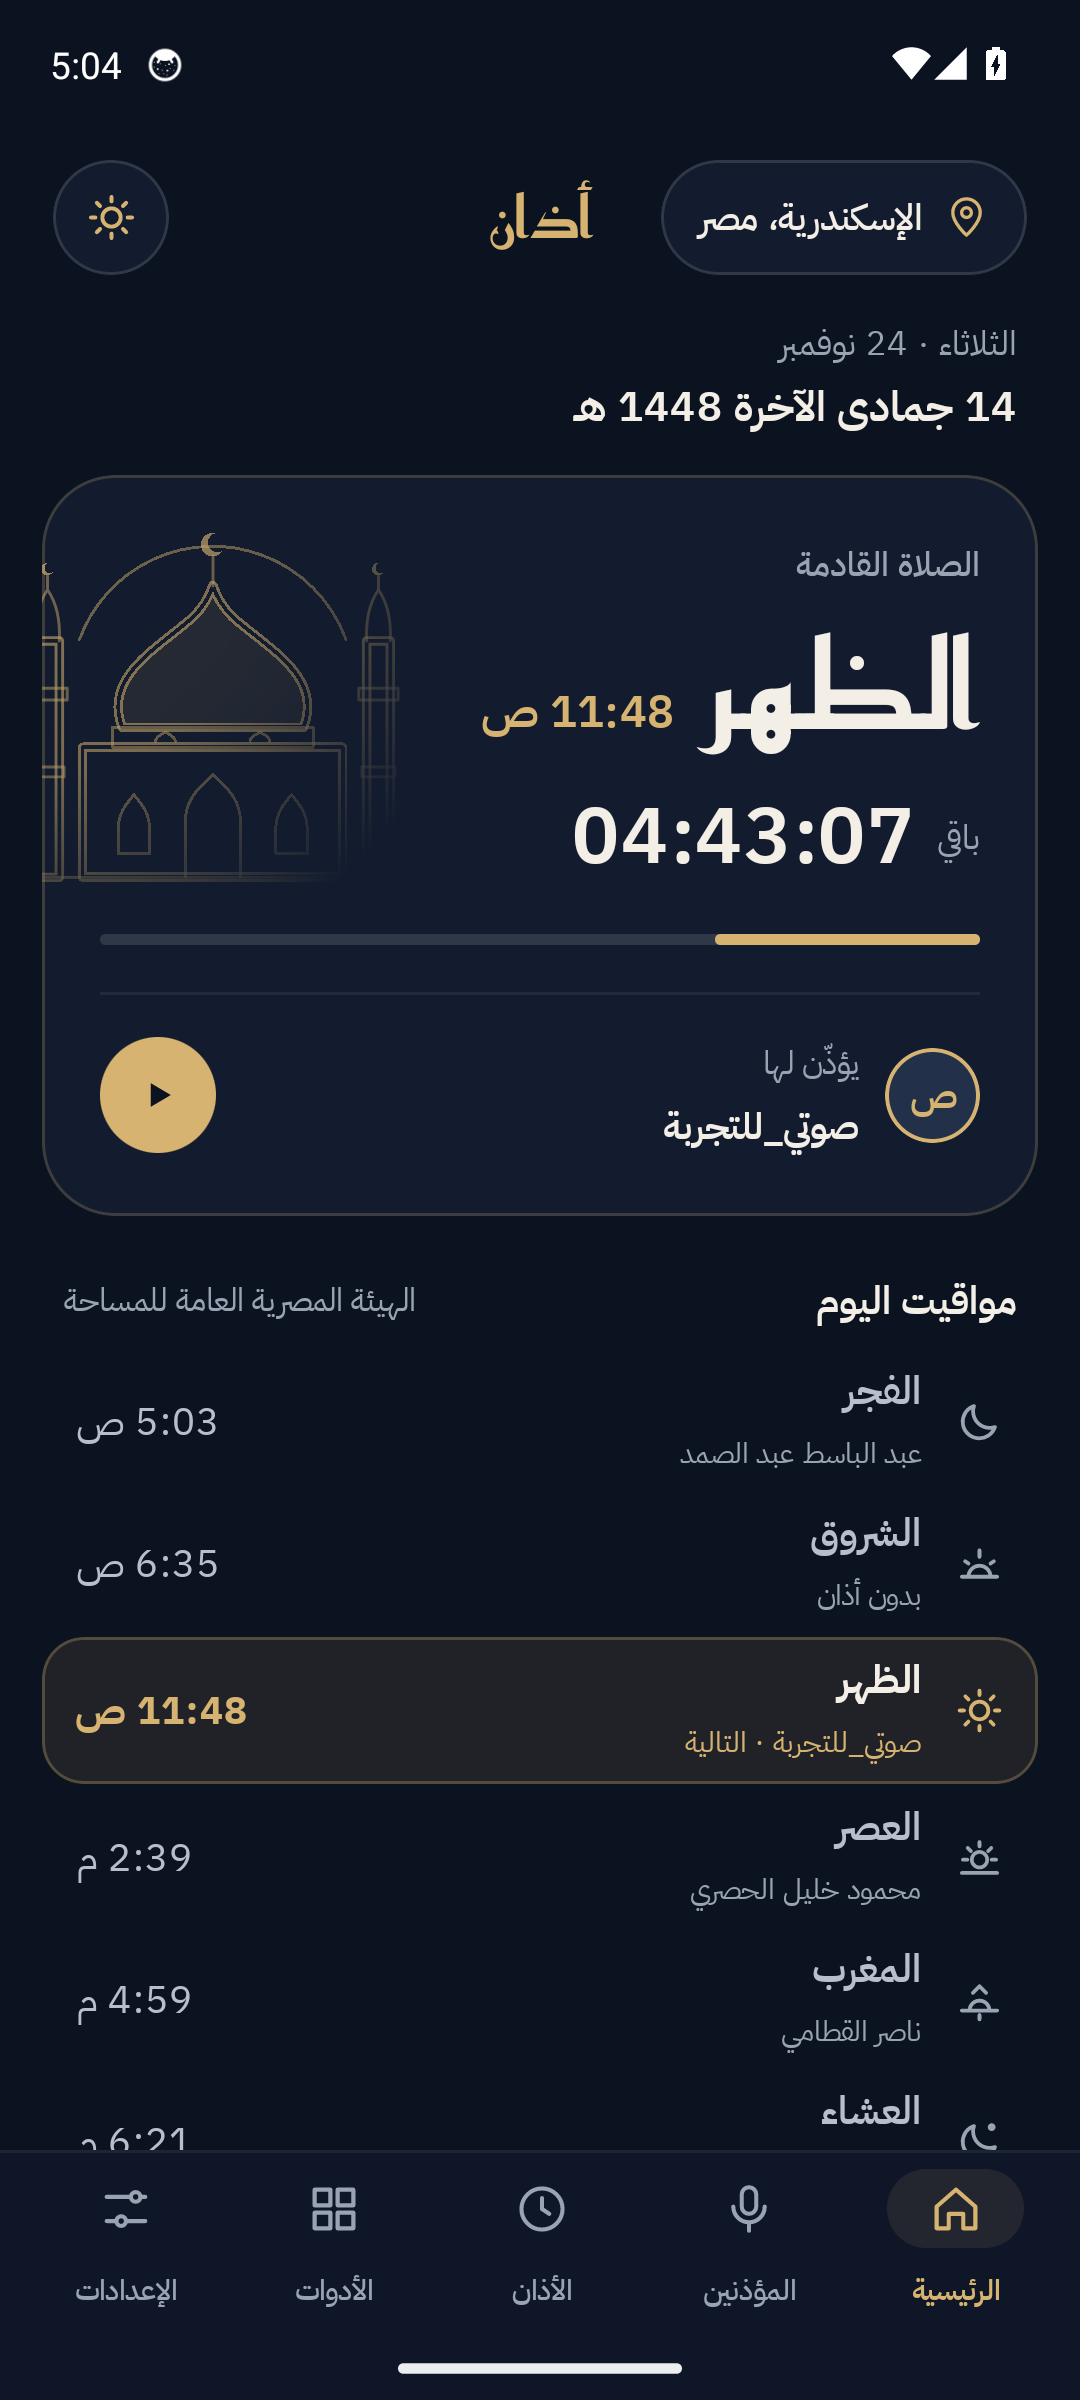 5:04
الإسكندرية، مصر
أذان
الثلاثاء · 24 نوفمبر
14 جمادى الآخرة 1448 هـ
الصلاة القادمة
الظهر 11:48 ص
باقي 04:43:07
ص
يؤذّن لها
صوتي_للتجربة
مواقيت اليوم
الهيئة المصرية العامة للمساحة
الفجر
عبد الباسط عبد الصمد
5:03 ص
الشروق
بدون أذان
6:35 ص
الظهر
صوتي_للتجربة · التالية
11:48 ص
العصر
محمود خليل الحصري
2:39 م
المغرب
ناصر القطامي
4:59 م
العشاء
6:21 م
الرئيسية
المؤذنين
الأذان
الأدوات
الإعدادات